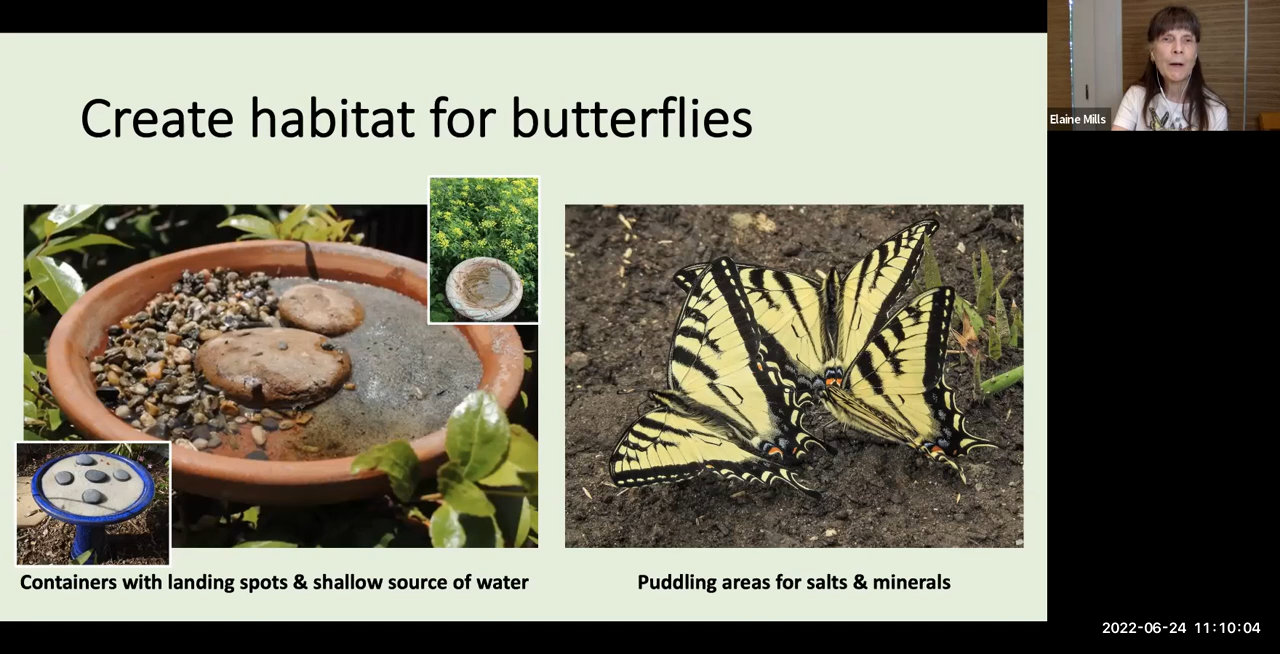 Create habitat for butterflies
Elaine Mills
Containers with landing spots & shallow source of water
Puddling areas for salts & minerals
2022-06-24 11:10:04